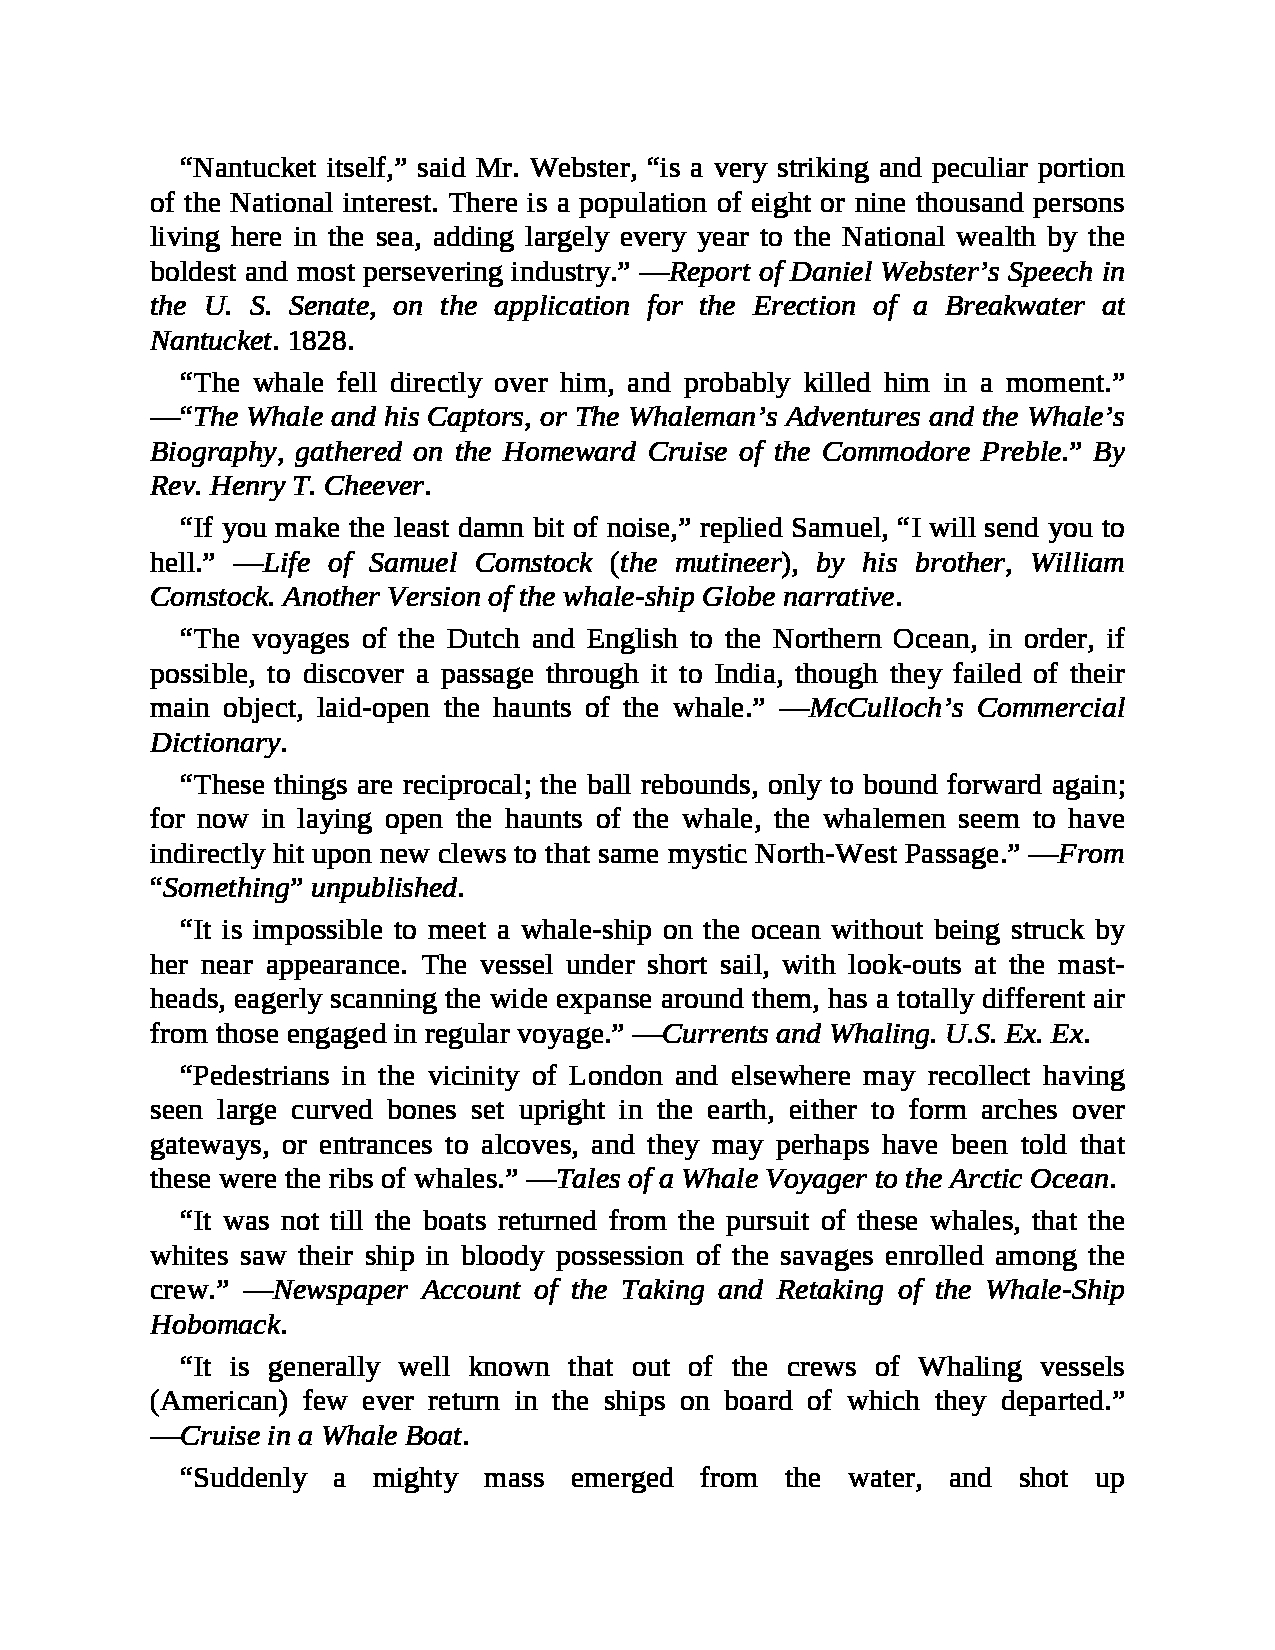 “Nantucket itself,” said Mr. Webster, “is a very striking and peculiar portion
of the National interest. There is a population of eight or nine thousand persons
living here in the sea, adding largely every year to the National wealth by the
boldest and most persevering industry.” —Report of Daniel Webster’s Speech in
the U. S. Senate, on the application for the Erection of a Breakwater at
Nantucket. 1828.
“The whale fell directly over him, and probably killed him in a moment.”
—“The Whale and his Captors, or The Whaleman’s Adventures and the Whale’s
Biography, gathered on the Homeward Cruise of the Commodore Preble.” By
Rev. Henry T. Cheever.
“If you make the least damn bit of noise,” replied Samuel, “I will send you to
hell.” —Life of Samuel Comstock (the mutineer), by his brother, William
Comstock. Another Version of the whale-ship Globe narrative.
“The voyages of the Dutch and English to the Northern Ocean, in order, if
possible, to discover a passage through it to India, though they failed of their
main object, laid-open the haunts of the whale.” —McCulloch’s Commercial
Dictionary.
“These things are reciprocal; the ball rebounds, only to bound forward again;
for now in laying open the haunts of the whale, the whalemen seem to have
indirectly hit upon new clews to that same mystic North-West Passage.” —From
“Something” unpublished.
“It is impossible to meet a whale-ship on the ocean without being struck by
her near appearance. The vessel under short sail, with look-outs at the mast-
heads, eagerly scanning the wide expanse around them, has a totally different air
from those engaged in regular voyage.” —Currents and Whaling. U.S. Ex. Ex.
“Pedestrians in the vicinity of London and elsewhere may recollect having
seen large curved bones set upright in the earth, either to form arches over
gateways, or entrances to alcoves, and they may perhaps have been told that
these were the ribs of whales.” —Tales of a Whale Voyager to the Arctic Ocean.
“It was not till the boats returned from the pursuit of these whales, that the
whites saw their ship in bloody possession of the savages enrolled among the
crew.” —Newspaper Account of the Taking and Retaking of the Whale-Ship
Hobomack.
“It is generally well known that out of the crews of Whaling vessels
(American) few ever return in the ships on board of which they departed.”
—Cruise in a Whale Boat.
“Suddenly a mighty mass emerged from the water, and shot up